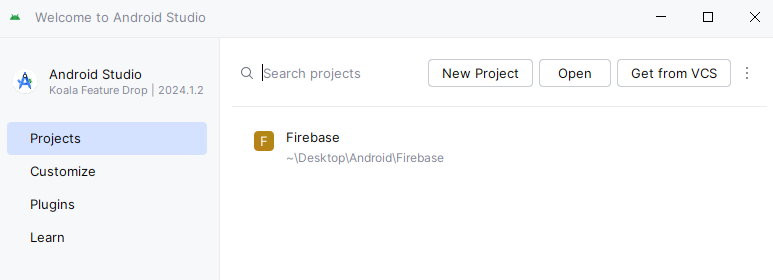 Welcome to Android Studio
Android Studio
Koala Feature Drop | 2024.1.2
Search projects
New Project
Open
Get from VCS
Projects
Customize
Plugins
Learn
F
Firebase
~\Desktop\Android\Firebase